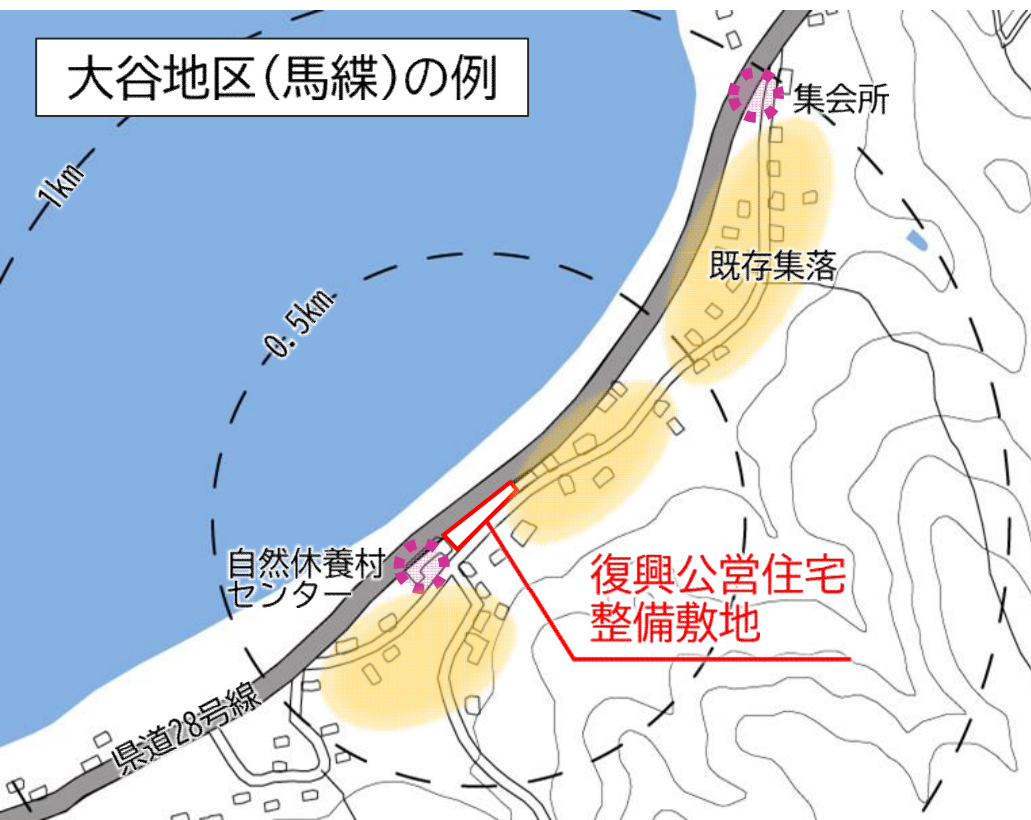 大谷地区(馬緤)の例
集会所
1km
既存集落
0.5km
自然休養村
センター
復興公営住宅
整備敷地
県道28号線